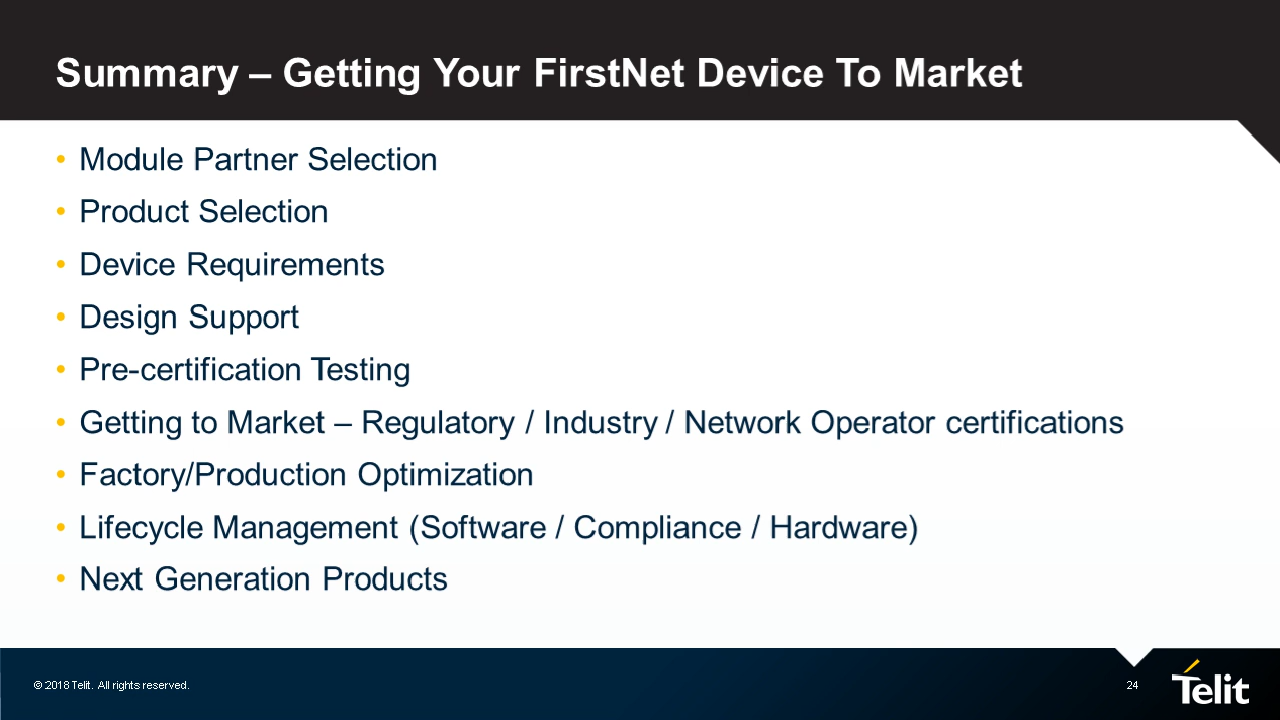 Summary – Getting Your FirstNet Device To Market
• Module Partner Selection
• Product Selection
• Device Requirements
• Design Support
• Pre-certification Testing
• Getting to Market – Regulatory / Industry / Network Operator certifications
• Factory/Production Optimization
• Lifecycle Management (Software / Compliance / Hardware)
• Next Generation Products
© 2018 Telit. All rights reserved.
24
Telit